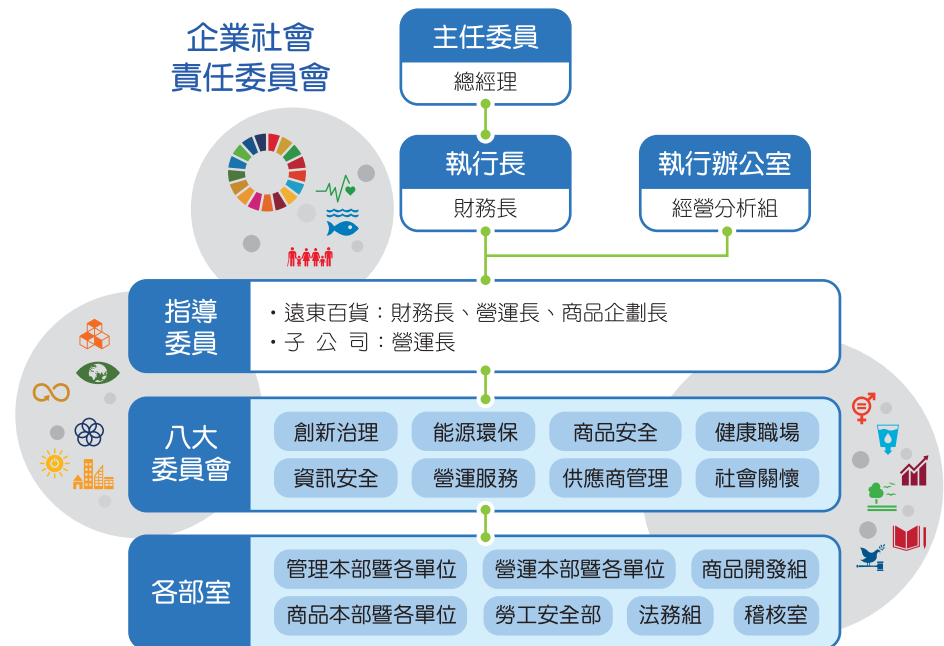 企業社會
責任委員會
主任委員
總經理
執行長
財務長
執行辦公室
經營分析組
指導
委員
・遠東百貨：財務長、營運長、商品企劃長
・子 公 司：營運長
八大
委員會
創新治理 能源環保 商品安全 健康職場
資訊安全 營運服務 供應商管理 社會關懷
各部室
管理本部暨各單位 營運本部暨各單位 商品開發組
商品本部暨各單位 勞工安全部 法務組 稽核室